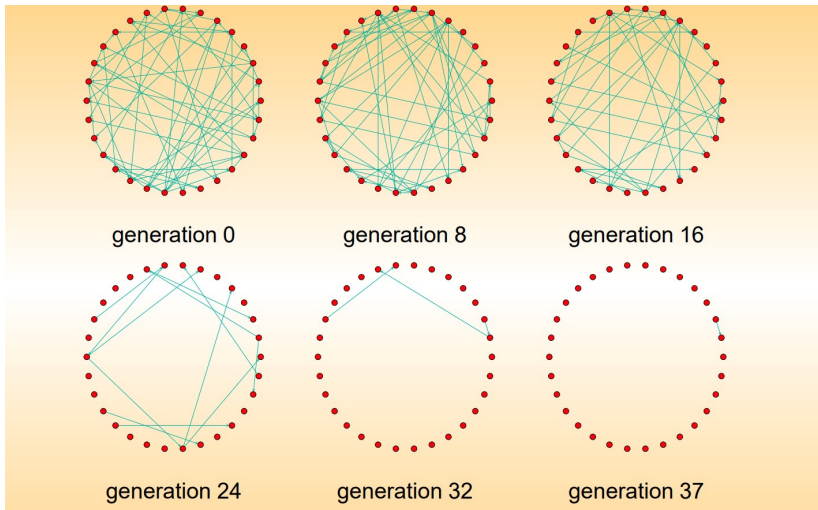 generation 0
generation 8
generation 16
generation 24
generation 32
generation 37